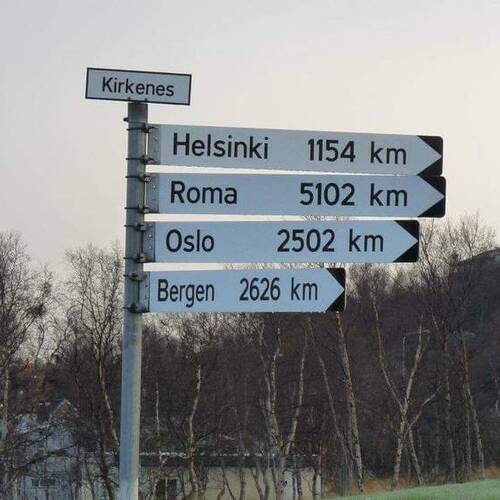 Kirkenes
Helsinki 1154 km
Roma 5102 km
Oslo 2502 km
Bergen 2626 km